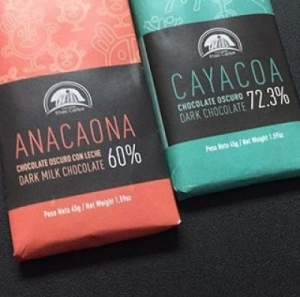 ANACAONA
CHOCOLATE OSCURO CON LECHE
DARK MILK CHOCOLATE 60%
Peso Neto 45g / Net Weight 1.59oz
CAYACOA
CHOCOLATE OSCURO
DARK CHOCOLATE 72.3%
Peso Neto 45g / Net Weight 1.59oz